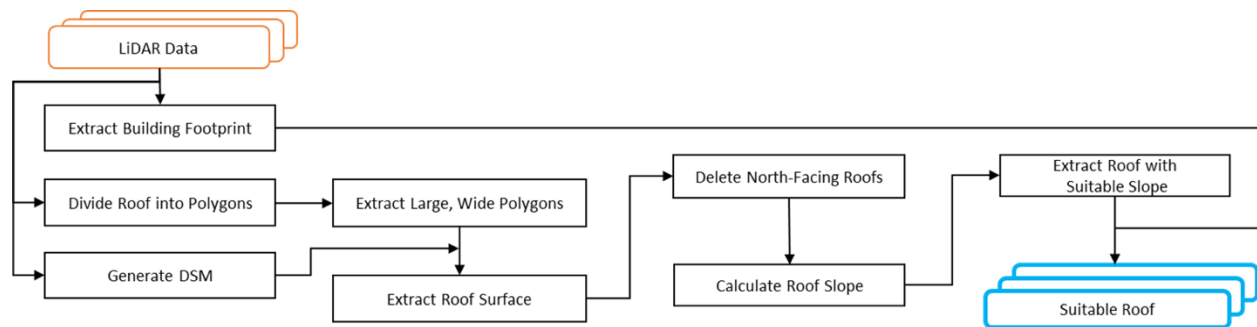 LiDAR Data
Extract Building Footprint
Divide Roof into Polygons
Generate DSM
Extract Large, Wide Polygons
Extract Roof Surface
Delete North-Facing Roofs
Calculate Roof Slope
Extract Roof with
Suitable Slope
Suitable Roof